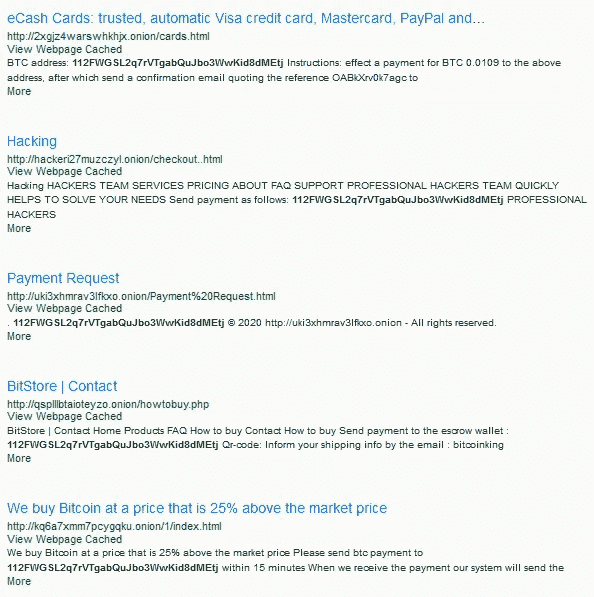 eCash Cards: trusted, automatic Visa credit card, Mastercard, PayPal and...
http://2xgjz4warswhkhjx.onion/cards.html
View Webpage Cached
BTC address: 112FWGSL2q7rVTgabQuJbo3WwKid8dMEtj Instructions: effect a payment for BTC 0.0109 to the above
address, after which send a confirmation email quoting the reference OABkXrv0k7agc to
More
Hacking
http://hackeri27muzczyl.onion/checkout..html
View Webpage Cached
Hacking HACKERS TEAM SERVICES PRICING ABOUT FAQ SUPPORT PROFESSIONAL HACKERS TEAM QUICKLY
HELPS TO SOLVE YOUR NEEDS Send payment as follows: 112FWGSL2q7rVTgabQuJbo3WwKid8dMEtj PROFESSIONAL
HACKERS
More
Payment Request
http://uki3xhmrav3lfkxo.onion/Payment%20Request.html
View Webpage Cached
. 112FWGSL2q7rVTgabQuJbo3WwKid8dMEtj © 2020 http://uki3xhmrav3lfkxo.onion - All rights reserved.
More
BitStore | Contact
http://qsplllbtaioteyzo.onion/howtobuy.php
View Webpage Cached
BitStore | Contact Home Products FAQ How to buy Contact How to buy Send payment to the escrow wallet :
112FWGSL2q7rVTgabQuJbo3WwKid8dMEtj Qr-code: Inform your shipping info by the email : bitcoinking
More
We buy Bitcoin at a price that is 25% above the market price
http://kq6a7xmm7pcygqku.onion/1/index.html
View Webpage Cached
We buy Bitcoin at a price that is 25% above the market price Please send btc payment to
112FWGSL2q7rVTgabQuJbo3WwKid8dMEtj within 15 minutes When we receive the payment our system will send the
More